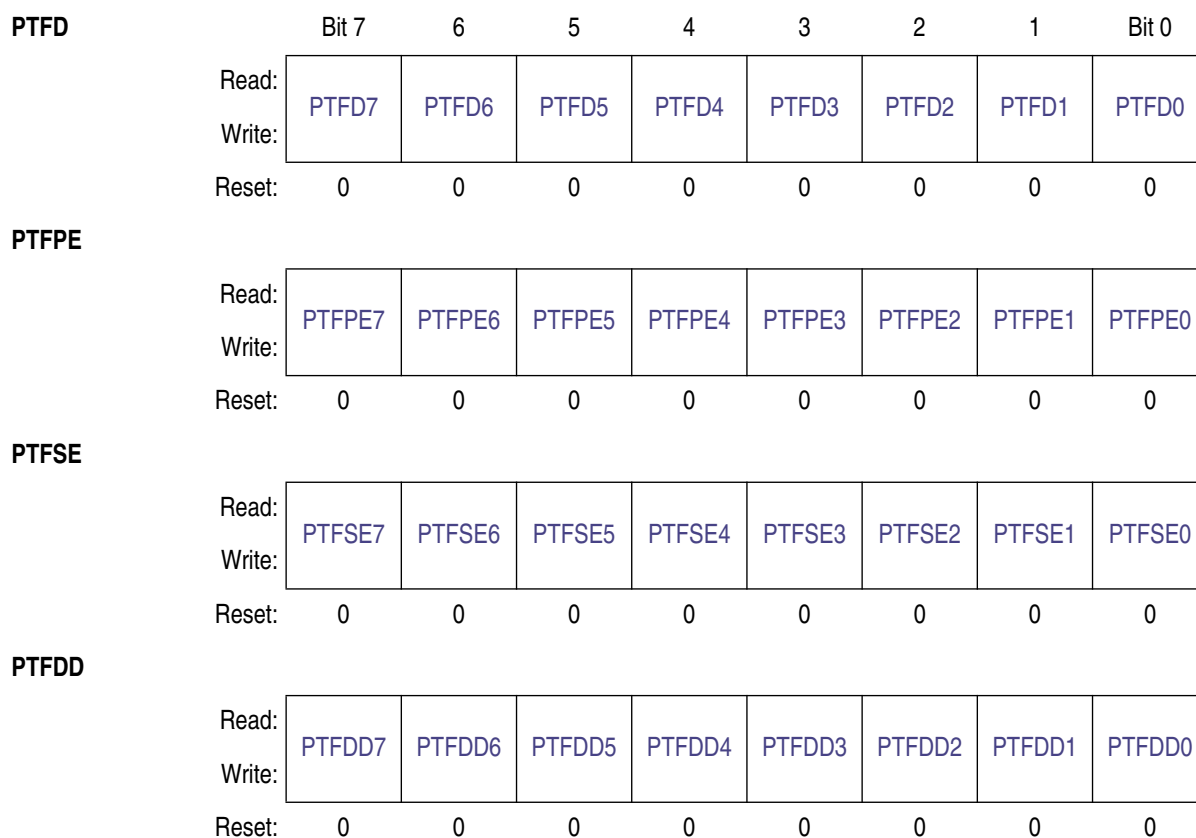 PTFD Bit 7 6 5 4 3 2 1 Bit 0
Read:
PTFD7 PTFD6 PTFD5 PTFD4 PTFD3 PTFD2 PTFD1 PTFD0
Write:
Reset: 0 0 0 0 0 0 0 0
PTFPE
Read:
PTFPE7 PTFPE6 PTFPE5 PTFPE4 PTFPE3 PTFPE2 PTFPE1 PTFPE0
Write:
Reset: 0 0 0 0 0 0 0 0
PTFSE
Read:
PTFSE7 PTFSE6 PTFSE5 PTFSE4 PTFSE3 PTFSE2 PTFSE1 PTFSE0
Write:
Reset: 0 0 0 0 0 0 0 0
PTFDD
Read:
PTFDD7 PTFDD6 PTFDD5 PTFDD4 PTFDD3 PTFDD2 PTFDD1 PTFDD0
Write:
Reset: 0 0 0 0 0 0 0 0